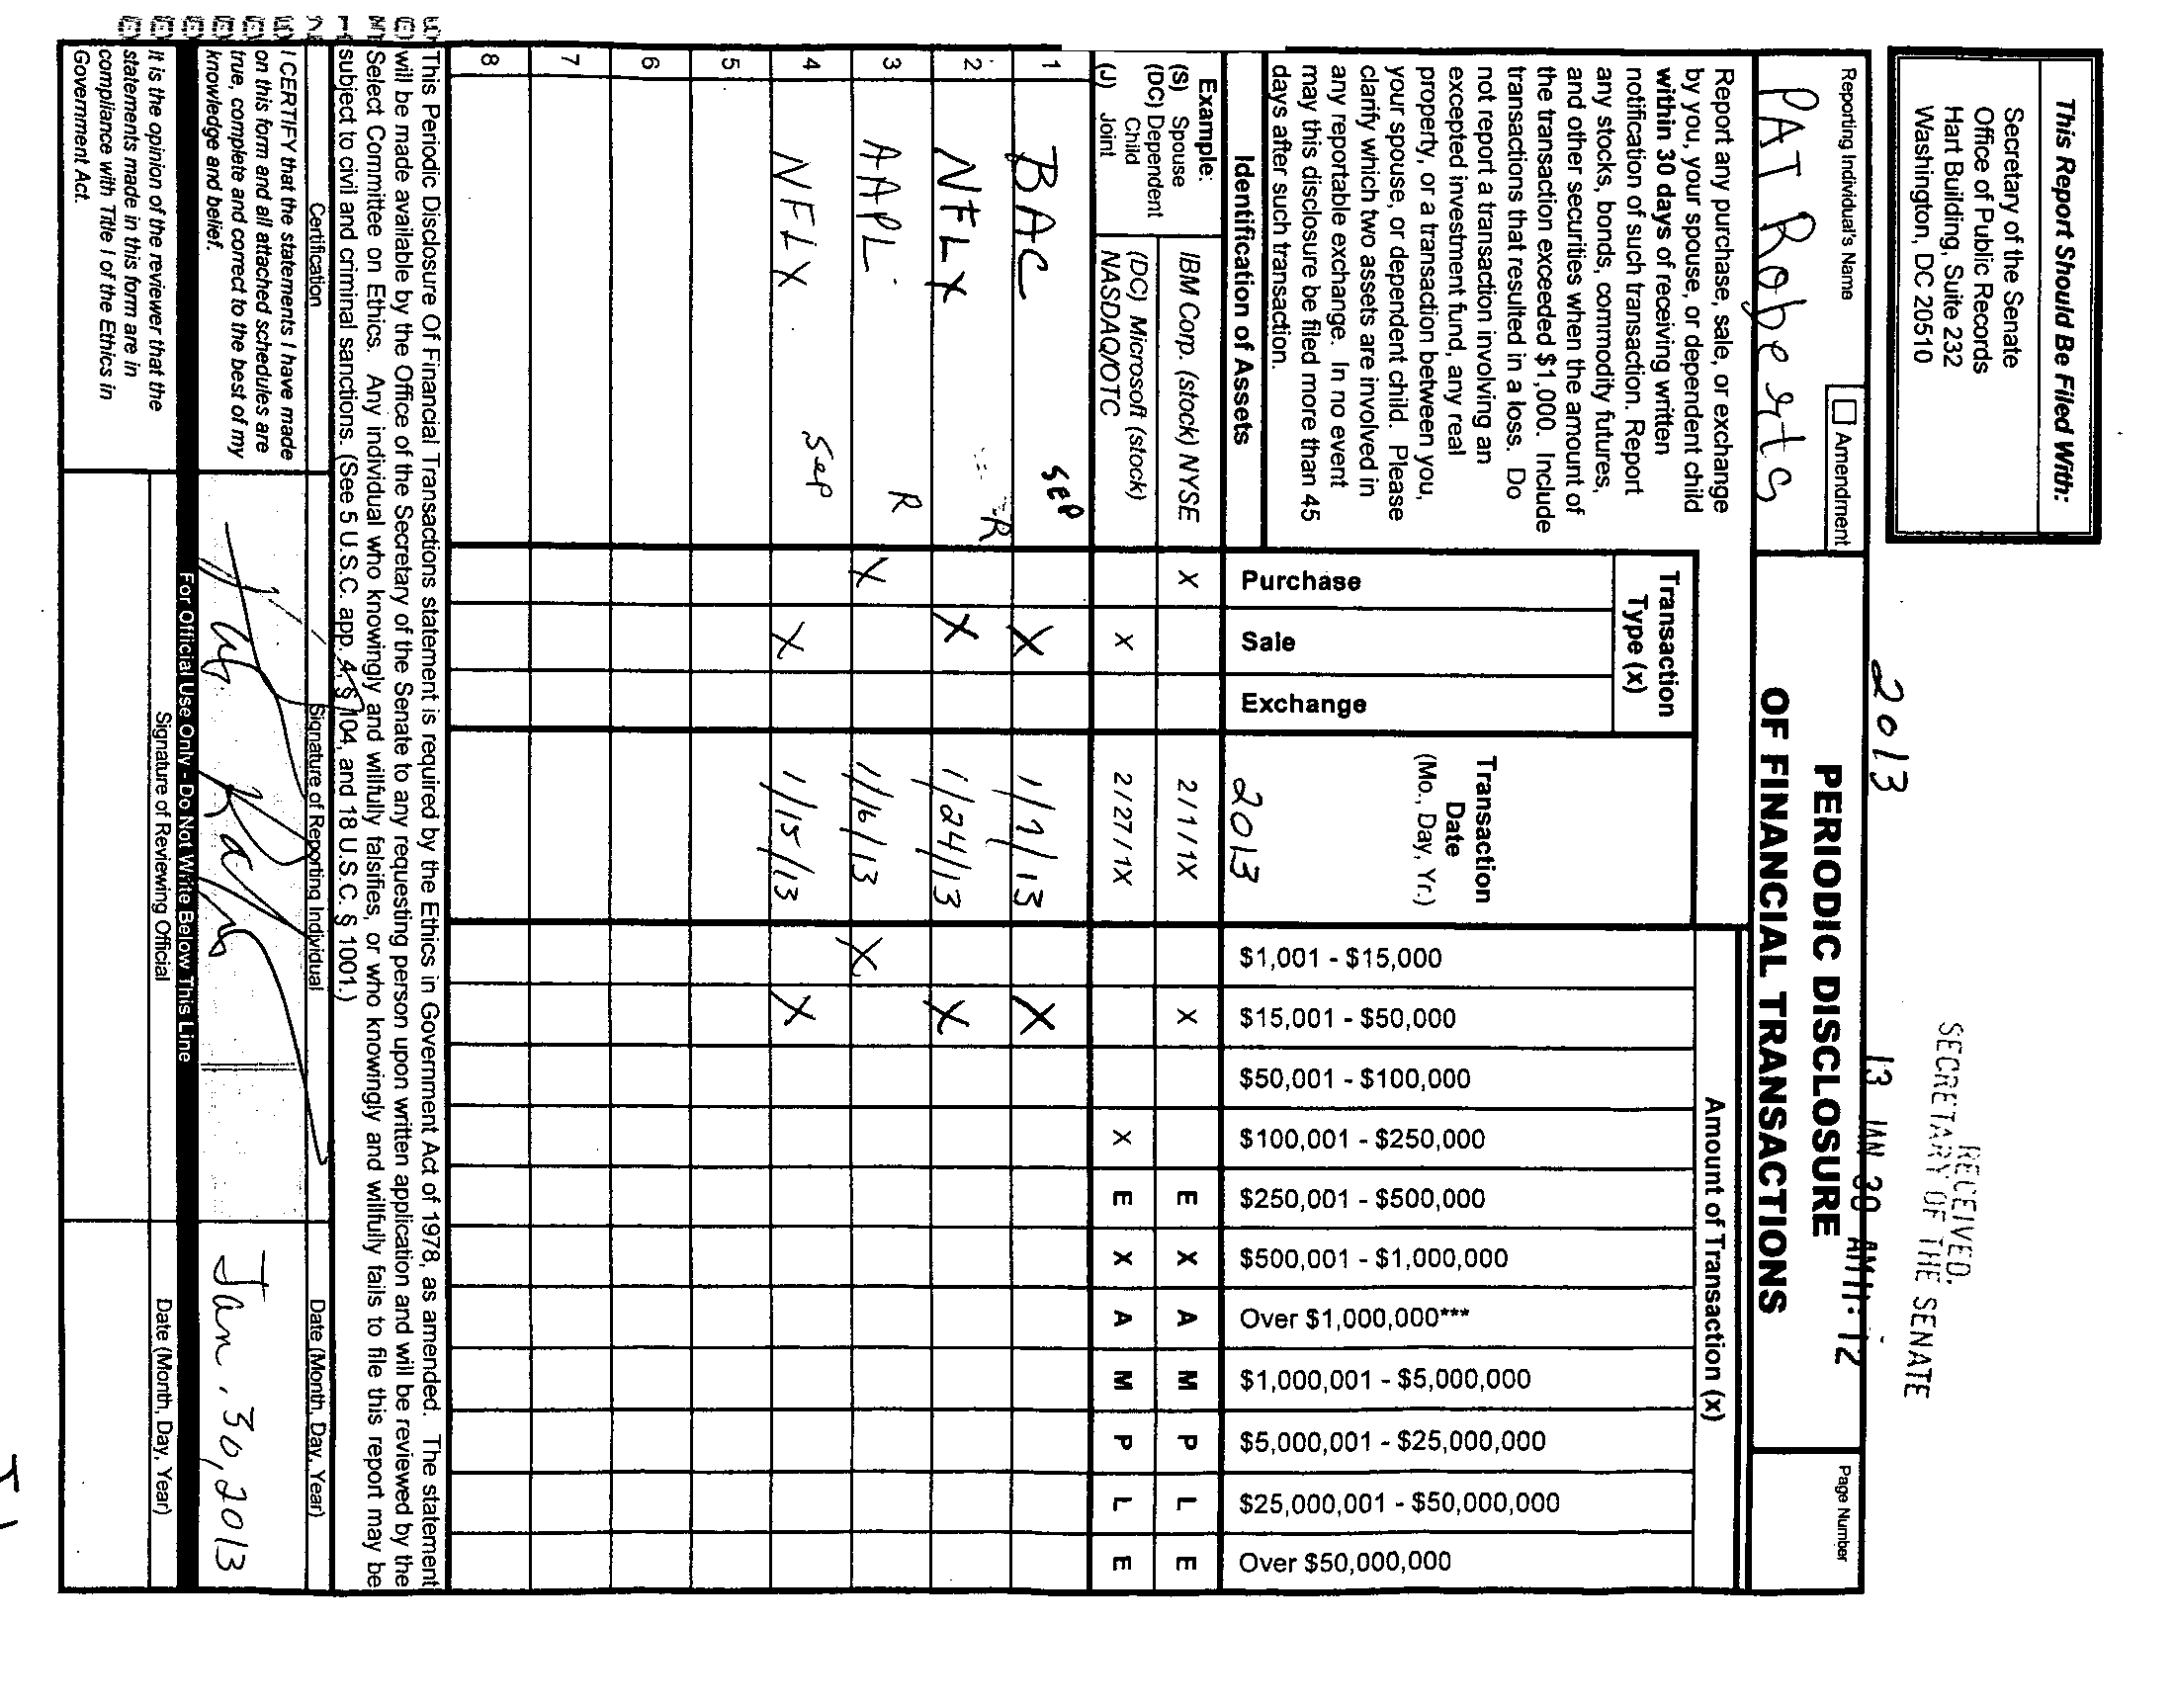 RECEIVED
SECRETARY OF THE SENATE
13 JAN 30 AM 11: 12
2013
This Report Should Be Filed With:
Secretary of the Senate
Office of Public Records
Hart Building, Suite 232
Washington, DC 20510
Reporting Individual's Name
Amendment
PAT Roberts
PERIODIC DISCLOSURE
OF FINANCIAL TRANSACTIONS
Page Number
Report any purchase, sale, or exchange
by you, your spouse, or dependent child
within 30 days of receiving written
notification of such transaction. Report
any stocks, bonds, commodity futures,
and other securities when the amount of
the transaction exceeded $1,000. Include
transactions that resulted in a loss. Do
not report a transaction involving an
excepted investment fund, any real
property, or a transaction between you,
your spouse, or dependent child. Please
clarify which two assets are involved in
any reportable exchange. In no event
may this disclosure be filed more than 45
days after such transaction.
Identification of Assets
Transaction
Type (x)
Purchase
Sale
Exchange
Transaction
Date
(Mo., Day, Yr.)
2013
Amount of Transaction (x)
$1,001 - $15,000
$15,001 - $50,000
$50,001 - $100,000
$100,001 - $250,000
$250,001 - $500,000
$500,001 - $1,000,000
Over $1,000,000***
$1,000,001 - $5,000,000
$5,000,001 - $25,000,000
$25,000,001 - $50,000,000
Over $50,000,000
Example:
(S) Spouse
(DC) Dependent
Child
(J) Joint
IBM Corp. (stock) NYSE X 2/1/1X X E X A M P L E
(DC) Microsoft (stock)
NASDAQ/OTC X 2/27/1X X E X A M P L E
1 BAC SEP X 1/7/13 X
2 NFLX R X 1/24/13 X
3 AAPL R X 1/16/13 X
4 NFLX Sep X 1/15/13 X
5
6
7
8
This Periodic Disclosure Of Financial Transactions statement is required by the Ethics in Government Act of 1978, as amended. The statement
will be made available by the Office of the Secretary of the Senate to any requesting person upon written application and will be reviewed by the
Select Committee on Ethics. Any individual who knowingly and willfully falsifies, or who knowingly and willfully fails to file this report may be
subject to civil and criminal sanctions. (See 5 U.S.C. app. 4, § 104, and 18 U.S.C. § 1001.)
Certification
Signature of Reporting Individual
Date (Month, Day, Year)
I CERTIFY that the statements I have made
on this form and all attached schedules are
true, complete and correct to the best of my
knowledge and belief.
Pat Roberts
Jan. 30, 2013
For Official Use Only - Do Not Write Below This Line
It is the opinion of the reviewer that the
statements made in this form are in
compliance with Title I of the Ethics in
Government Act.
Signature of Reviewing Official
Date (Month, Day, Year)